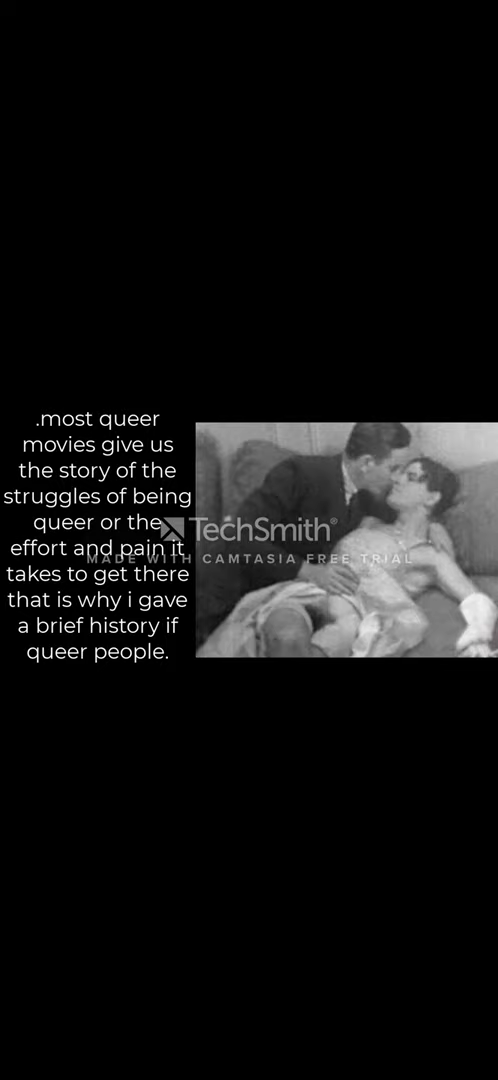 .most queer
movies give us
the story of the
struggles of being
queer or the
effort and pain it
takes to get there
that is why i gave
a brief history if
queer people.
TechSmith®
MADE WITH CAMTASIA FREE TRIAL